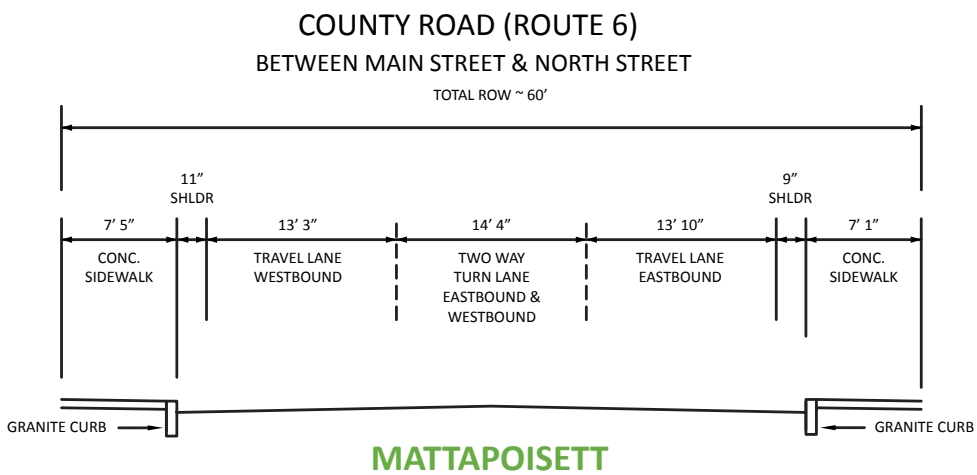 COUNTY ROAD (ROUTE 6)
BETWEEN MAIN STREET & NORTH STREET
TOTAL ROW ~ 60’
11”
SHLDR
9”
SHLDR
7’ 5”
13’ 3”
14’ 4”
13’ 10”
7’ 1”
CONC.
SIDEWALK
TRAVEL LANE
WESTBOUND
TWO WAY
TURN LANE
EASTBOUND &
WESTBOUND
TRAVEL LANE
EASTBOUND
CONC.
SIDEWALK
GRANITE CURB
GRANITE CURB
MATTAPOISETT